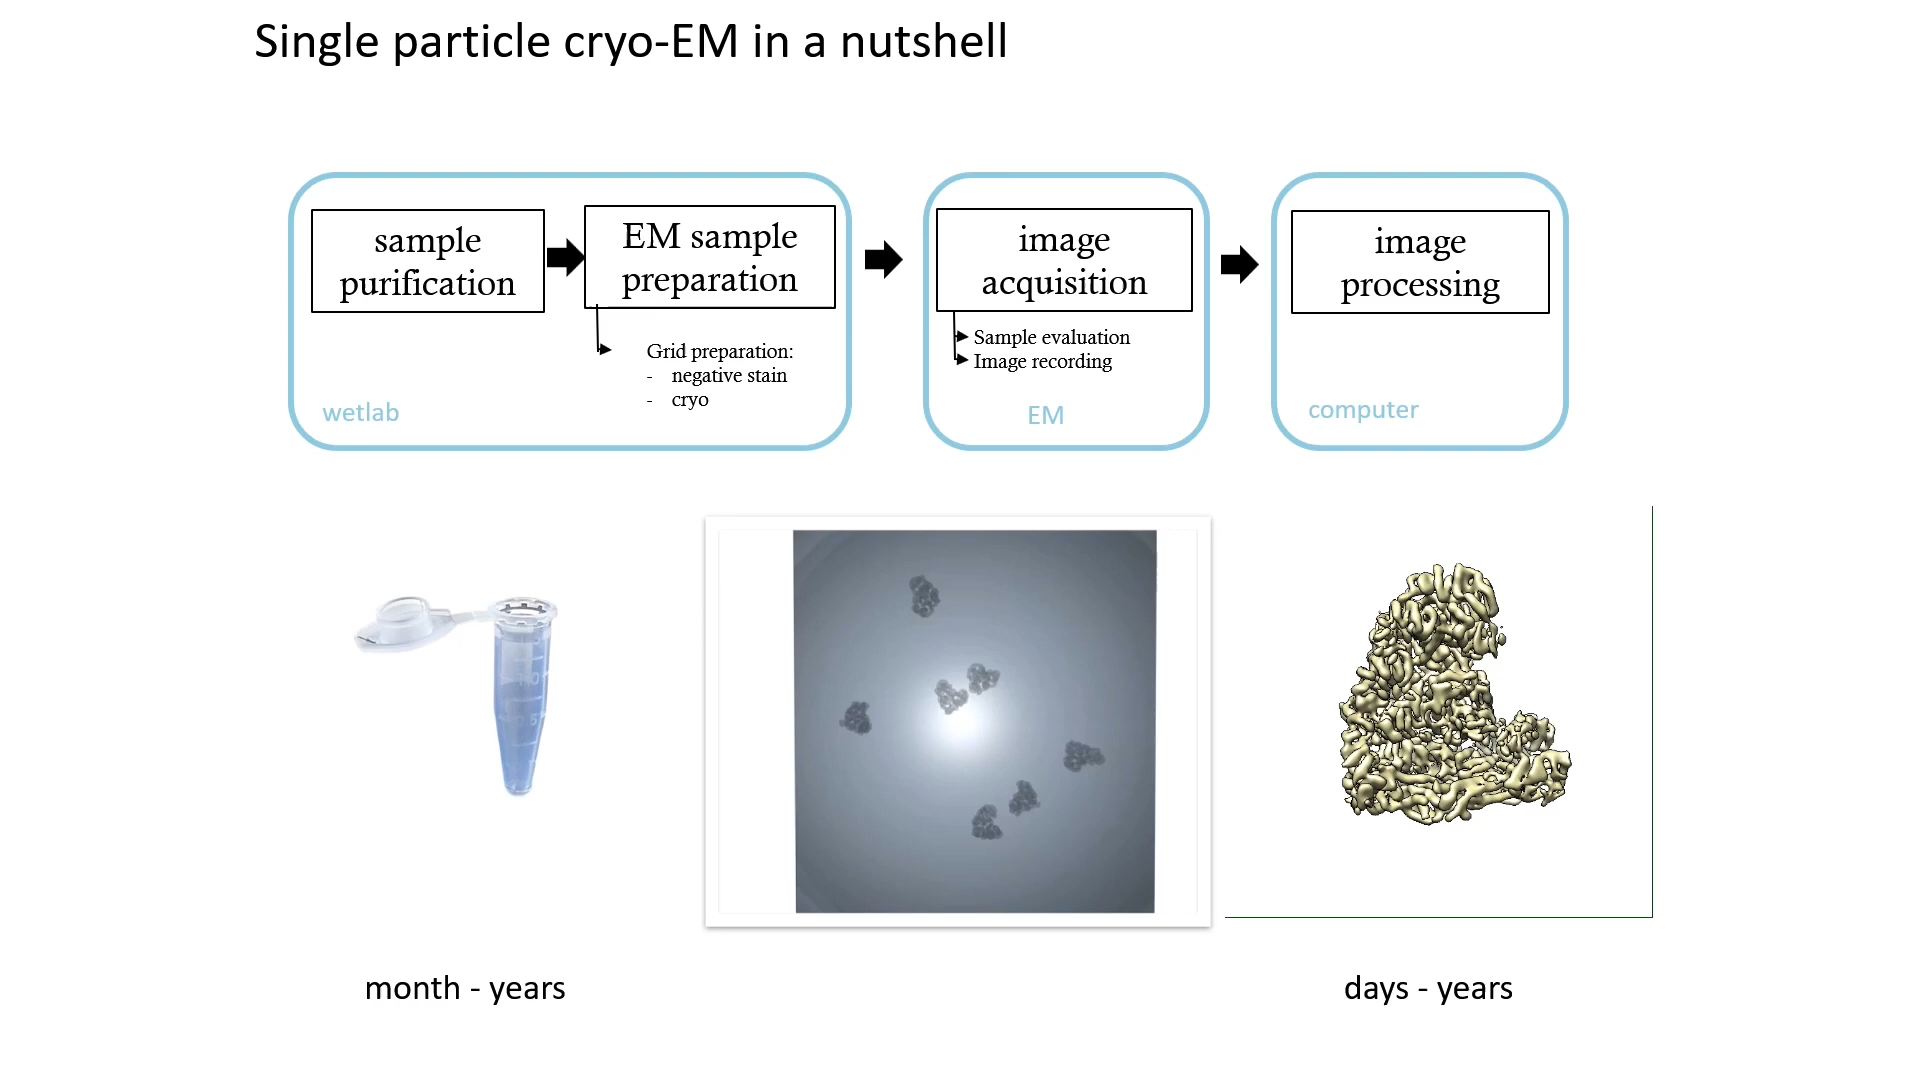 Single particle cryo-EM in a nutshell
sample
purification
EM sample
preparation
image
acquisition
image
processing
Grid preparation:
- negative stain
- cryo
Sample evaluation
Image recording
wetlab
EM
computer
month - years
days - years